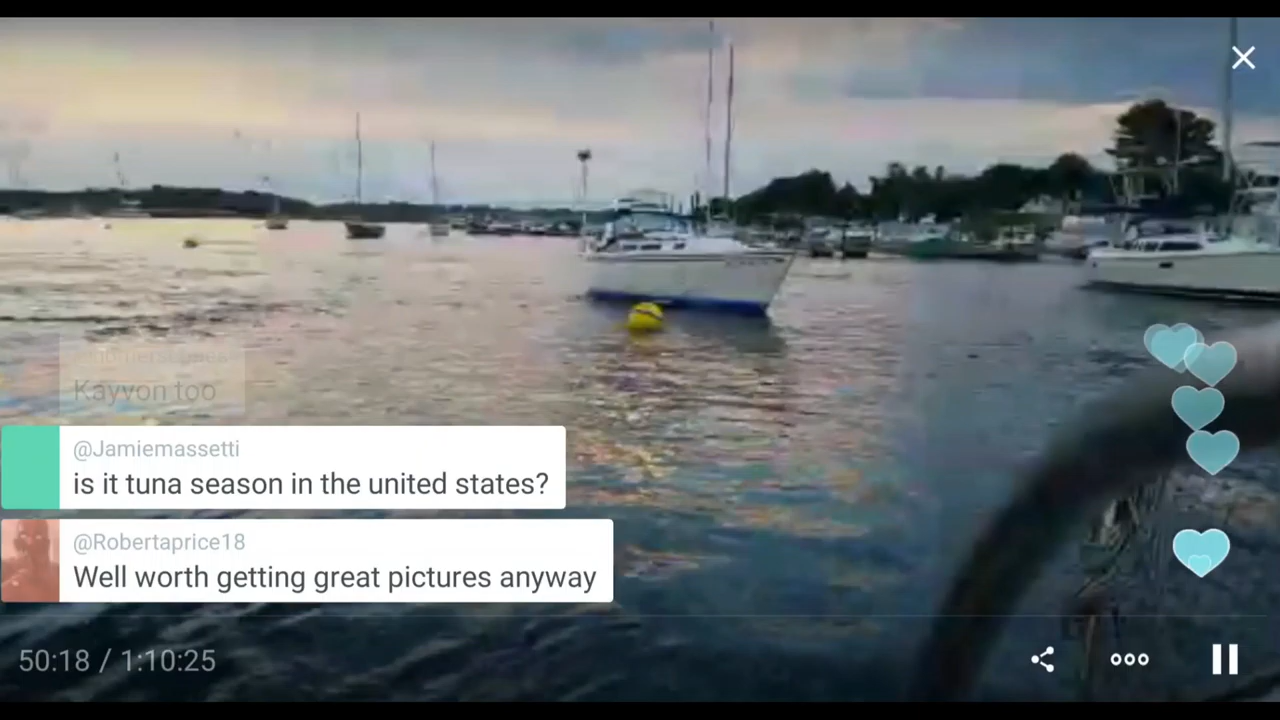 Kayvon too
@Jamiemassetti
is it tuna season in the united states?
@Robertaprice18
Well worth getting great pictures anyway
50:18 / 1:10:25